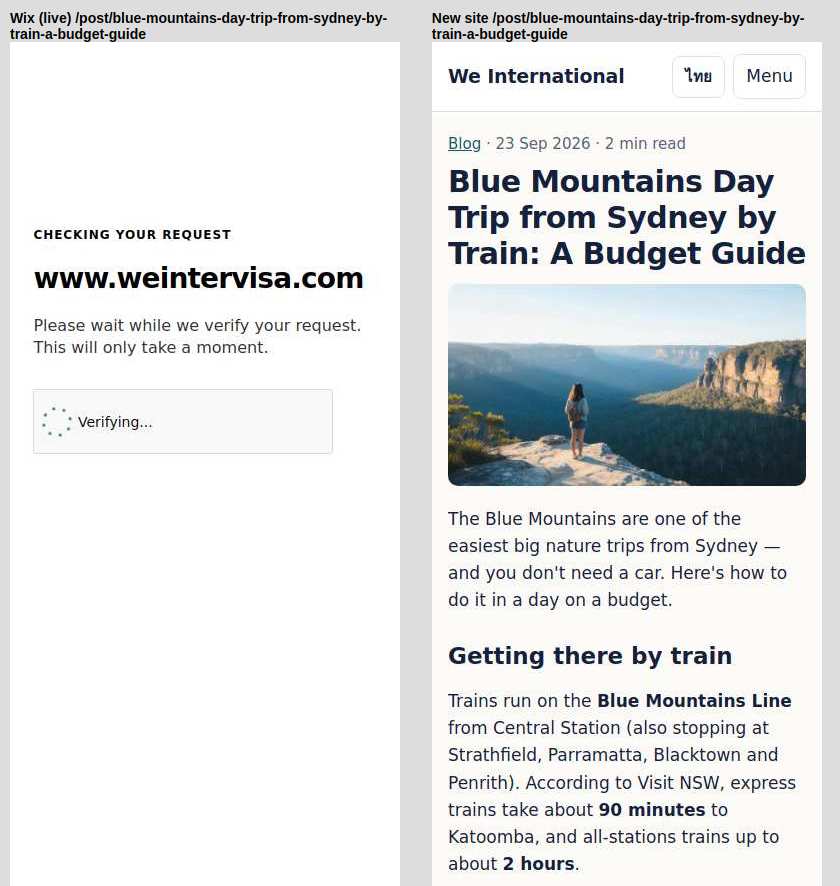 Wix (live) /post/blue-mountains-day-trip-from-sydney-by-
train-a-budget-guide
CHECKING YOUR REQUEST
www.weintervisa.com
Please wait while we verify your request.
This will only take a moment.
Verifying...
New site /post/blue-mountains-day-trip-from-sydney-by-
train-a-budget-guide
We International
ไทย
Menu
Blog · 23 Sep 2026 · 2 min read
Blue Mountains Day
Trip from Sydney by
Train: A Budget Guide
The Blue Mountains are one of the
easiest big nature trips from Sydney —
and you don't need a car. Here's how to
do it in a day on a budget.
Getting there by train
Trains run on the Blue Mountains Line
from Central Station (also stopping at
Strathfield, Parramatta, Blacktown and
Penrith). According to Visit NSW, express
trains take about 90 minutes to
Katoomba, and all-stations trains up to
about 2 hours.